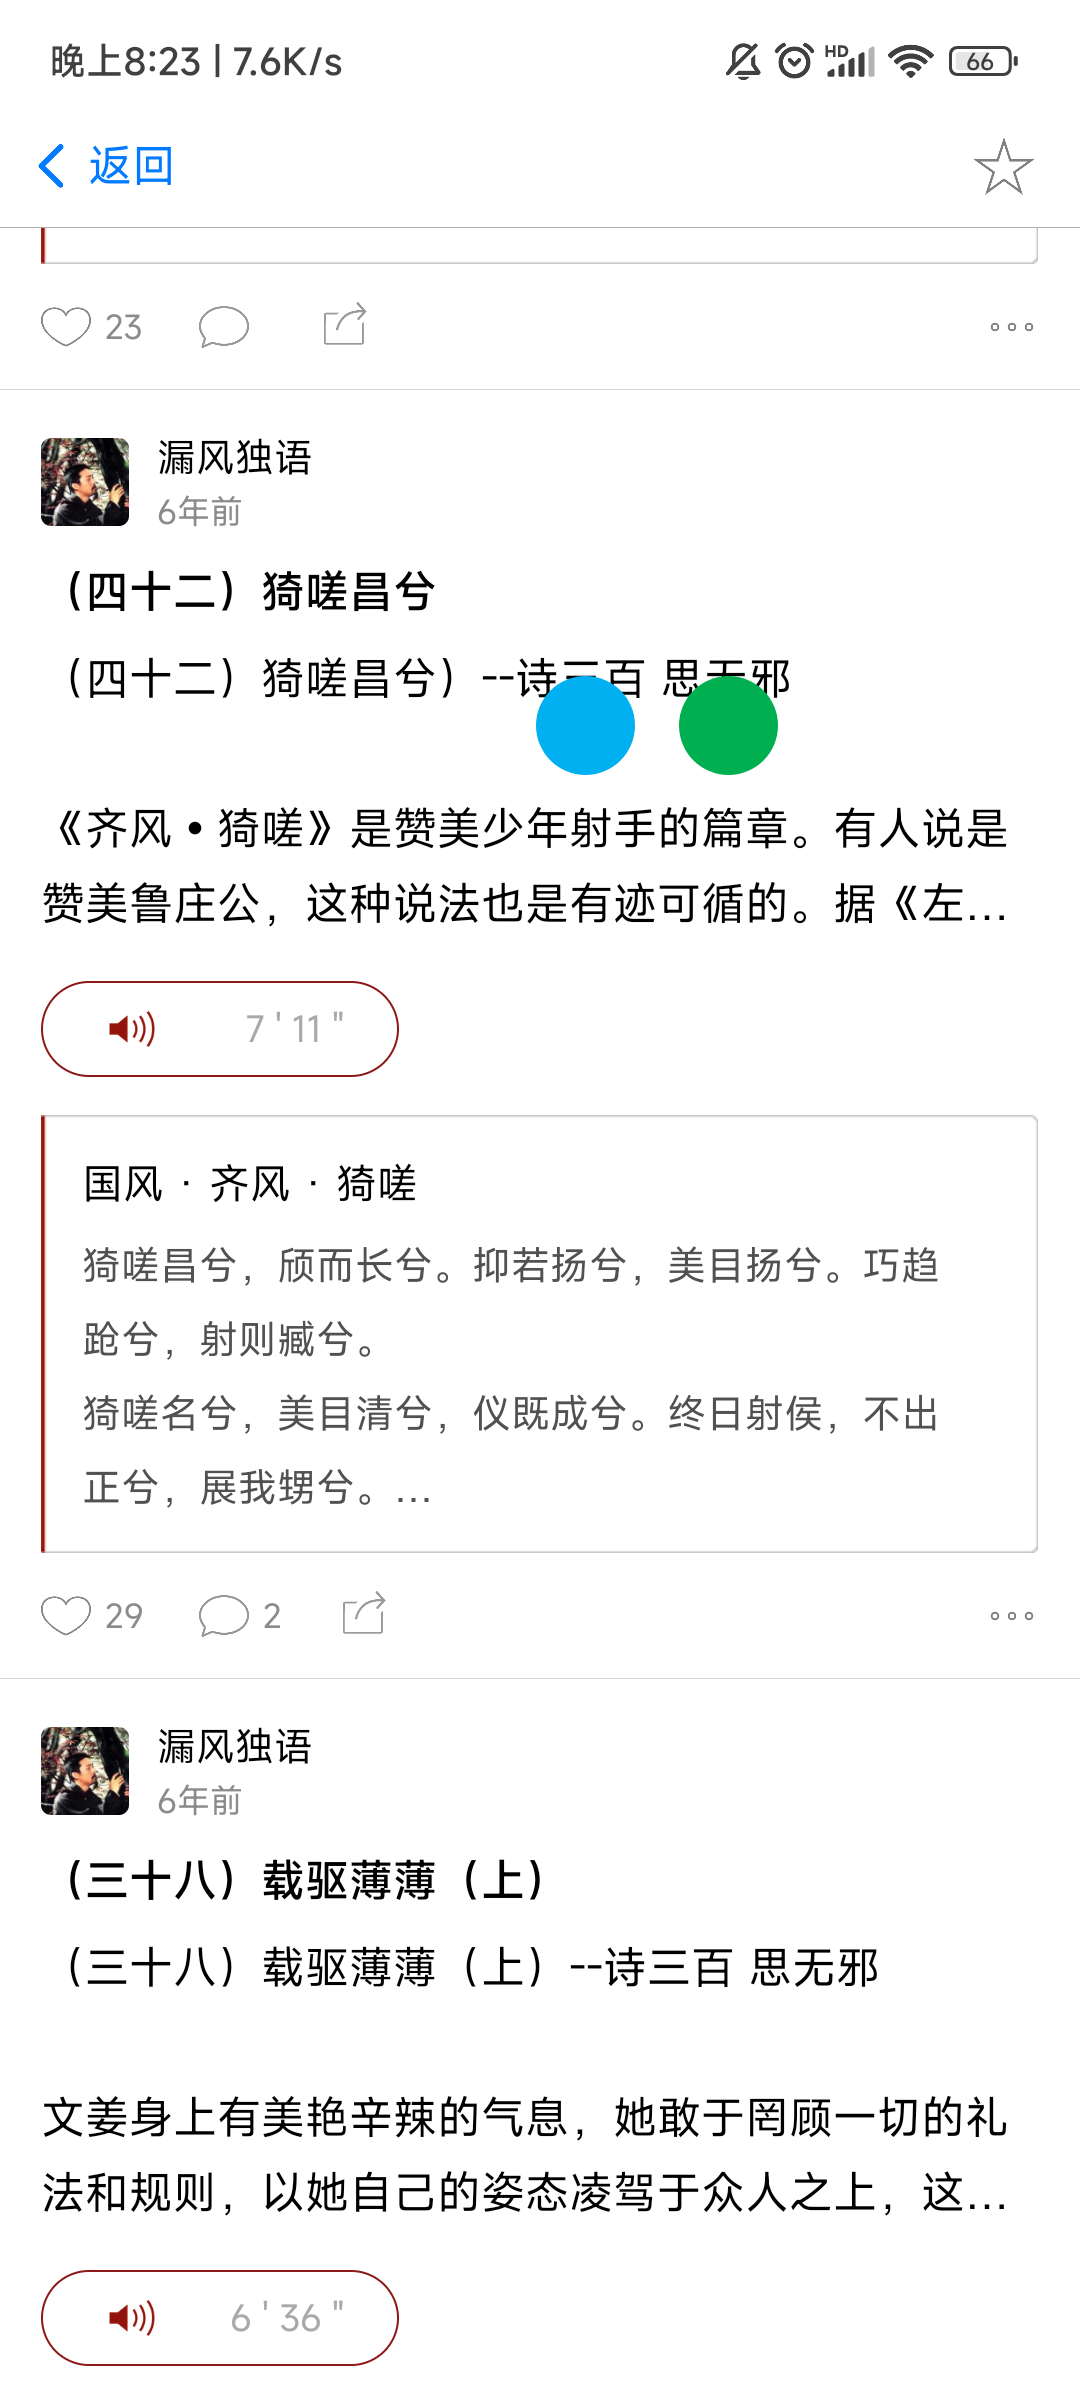 晚上8:23 | 7.6K/s
HD
66
返回
23
漏风独语
6年前
（四十二）猗嗟昌兮
（四十二）猗嗟昌兮）--诗三百 思无邪
《齐风•猗嗟》是赞美少年射手的篇章。有人说是
赞美鲁庄公，这种说法也是有迹可循的。据《左...
7 ' 11 "
国风 · 齐风 · 猗嗟
猗嗟昌兮，颀而长兮。抑若扬兮，美目扬兮。巧趋
跄兮，射则臧兮。
猗嗟名兮，美目清兮，仪既成兮。终日射侯，不出
正兮，展我甥兮。...
29
2
漏风独语
6年前
（三十八）载驱薄薄（上）
（三十八）载驱薄薄（上）--诗三百 思无邪
文姜身上有美艳辛辣的气息，她敢于罔顾一切的礼
法和规则，以她自己的姿态凌驾于众人之上，这...
6 ' 36 "